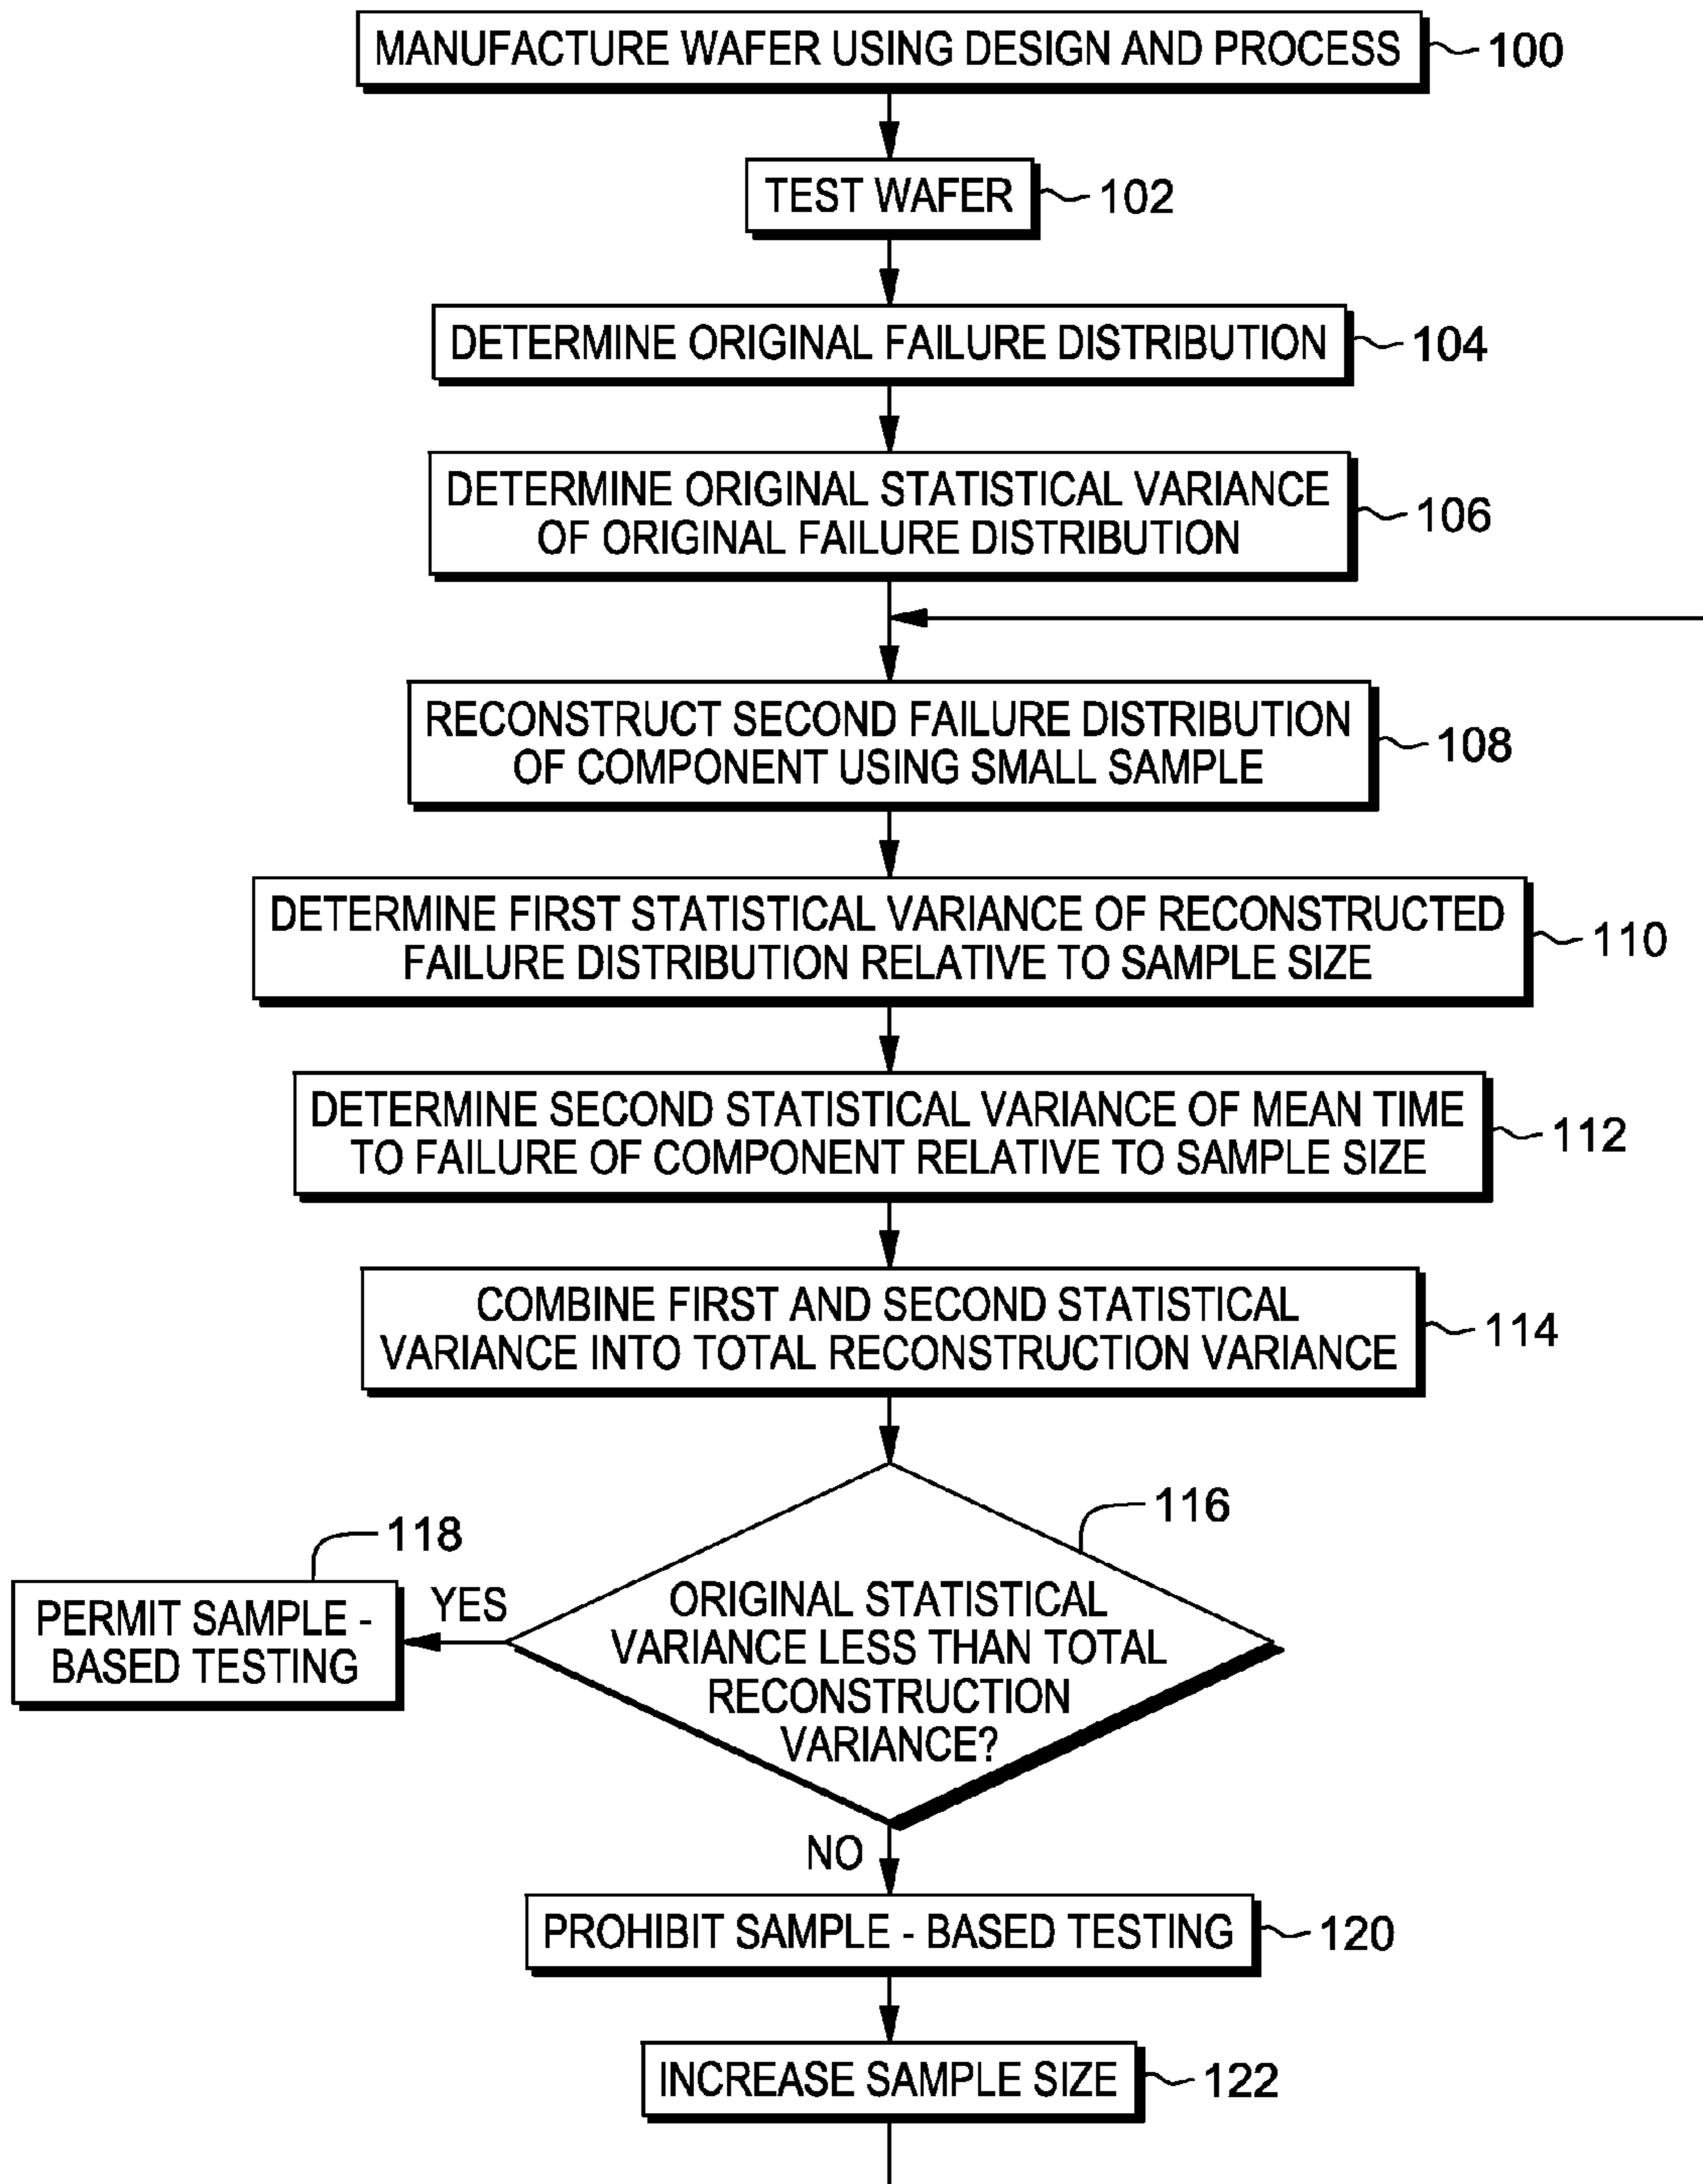 MANUFACTURE WAFER USING DESIGN AND PROCESS 100
TEST WAFER 102
DETERMINE ORIGINAL FAILURE DISTRIBUTION 104
DETERMINE ORIGINAL STATISTICAL VARIANCE
OF ORIGINAL FAILURE DISTRIBUTION
106
RECONSTRUCT SECOND FAILURE DISTRIBUTION
OF COMPONENT USING SMALL SAMPLE
108
DETERMINE FIRST STATISTICAL VARIANCE OF RECONSTRUCTED
FAILURE DISTRIBUTION RELATIVE TO SAMPLE SIZE
110
DETERMINE SECOND STATISTICAL VARIANCE OF MEAN TIME
TO FAILURE OF COMPONENT RELATIVE TO SAMPLE SIZE
112
COMBINE FIRST AND SECOND STATISTICAL
VARIANCE INTO TOTAL RECONSTRUCTION VARIANCE
114
116
ORIGINAL STATISTICAL
VARIANCE LESS THAN TOTAL
RECONSTRUCTION
VARIANCE?
YES
118
PERMIT SAMPLE -
BASED TESTING
NO
PROHIBIT SAMPLE - BASED TESTING 120
INCREASE SAMPLE SIZE 122